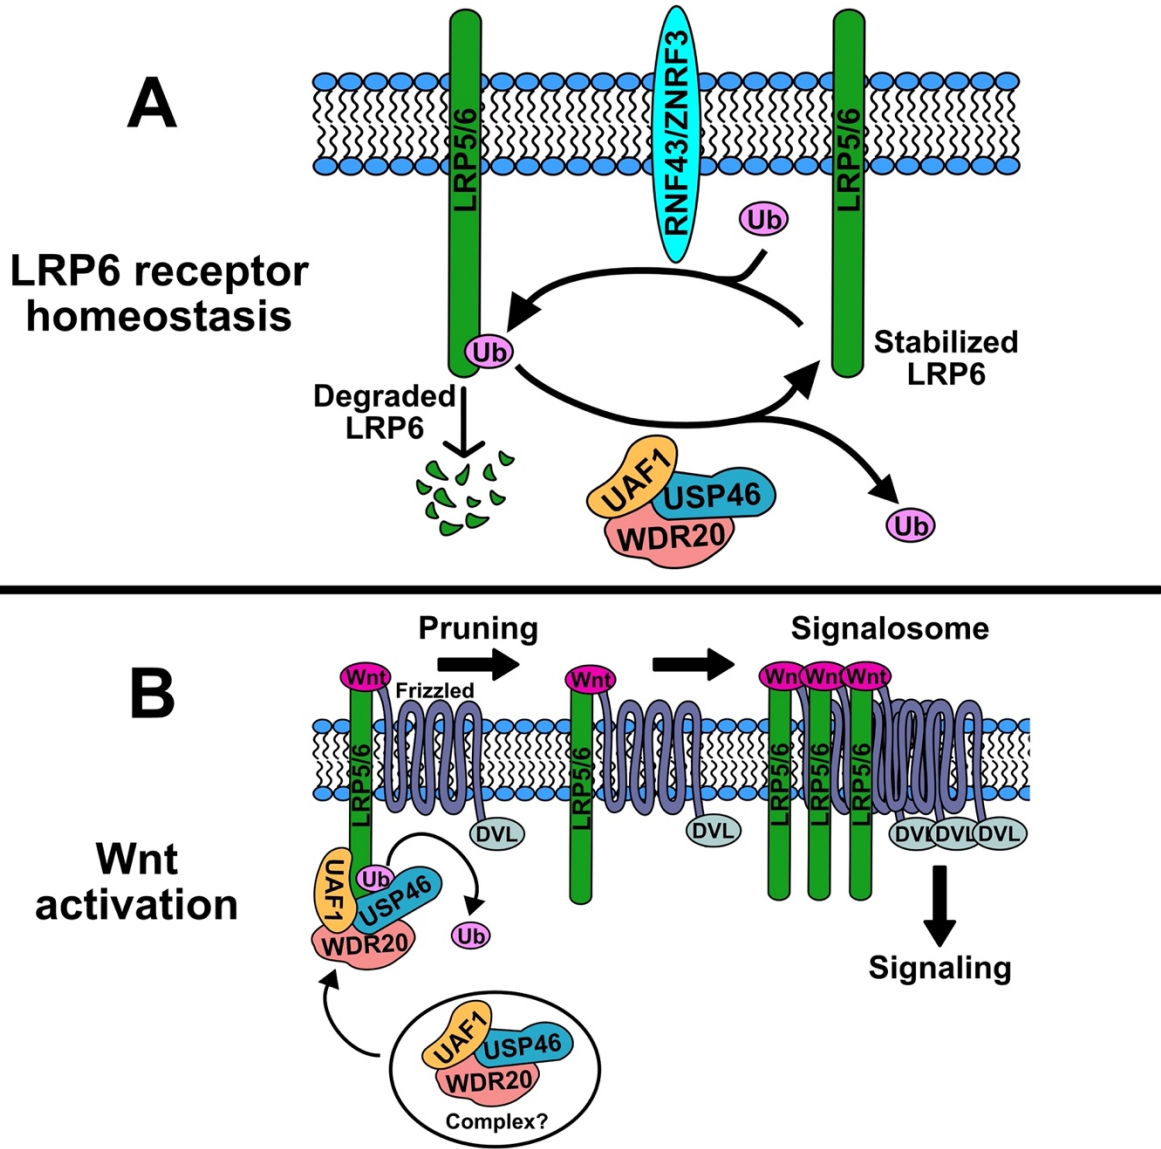 A
LRP5/6
RNF43/ZNRF3
LRP5/6
Ub
LRP6 receptor
homeostasis
Ub
Stabilized
LRP6
Degraded
LRP6
UAF1
USP46
WDR20
Ub
B
Pruning
Signalosome
Wnt
Frizzled
Wnt
Wn
Wn
Wnt
LRP5/6
LRP5/6
LRP5/6
LRP5/6
LRP5/6
DVL
DVL
DVL
DVL
DVL
Wnt
activation
UAF1
Ub
USP46
WDR20
Ub
Signaling
UAF1
USP46
WDR20
Complex?